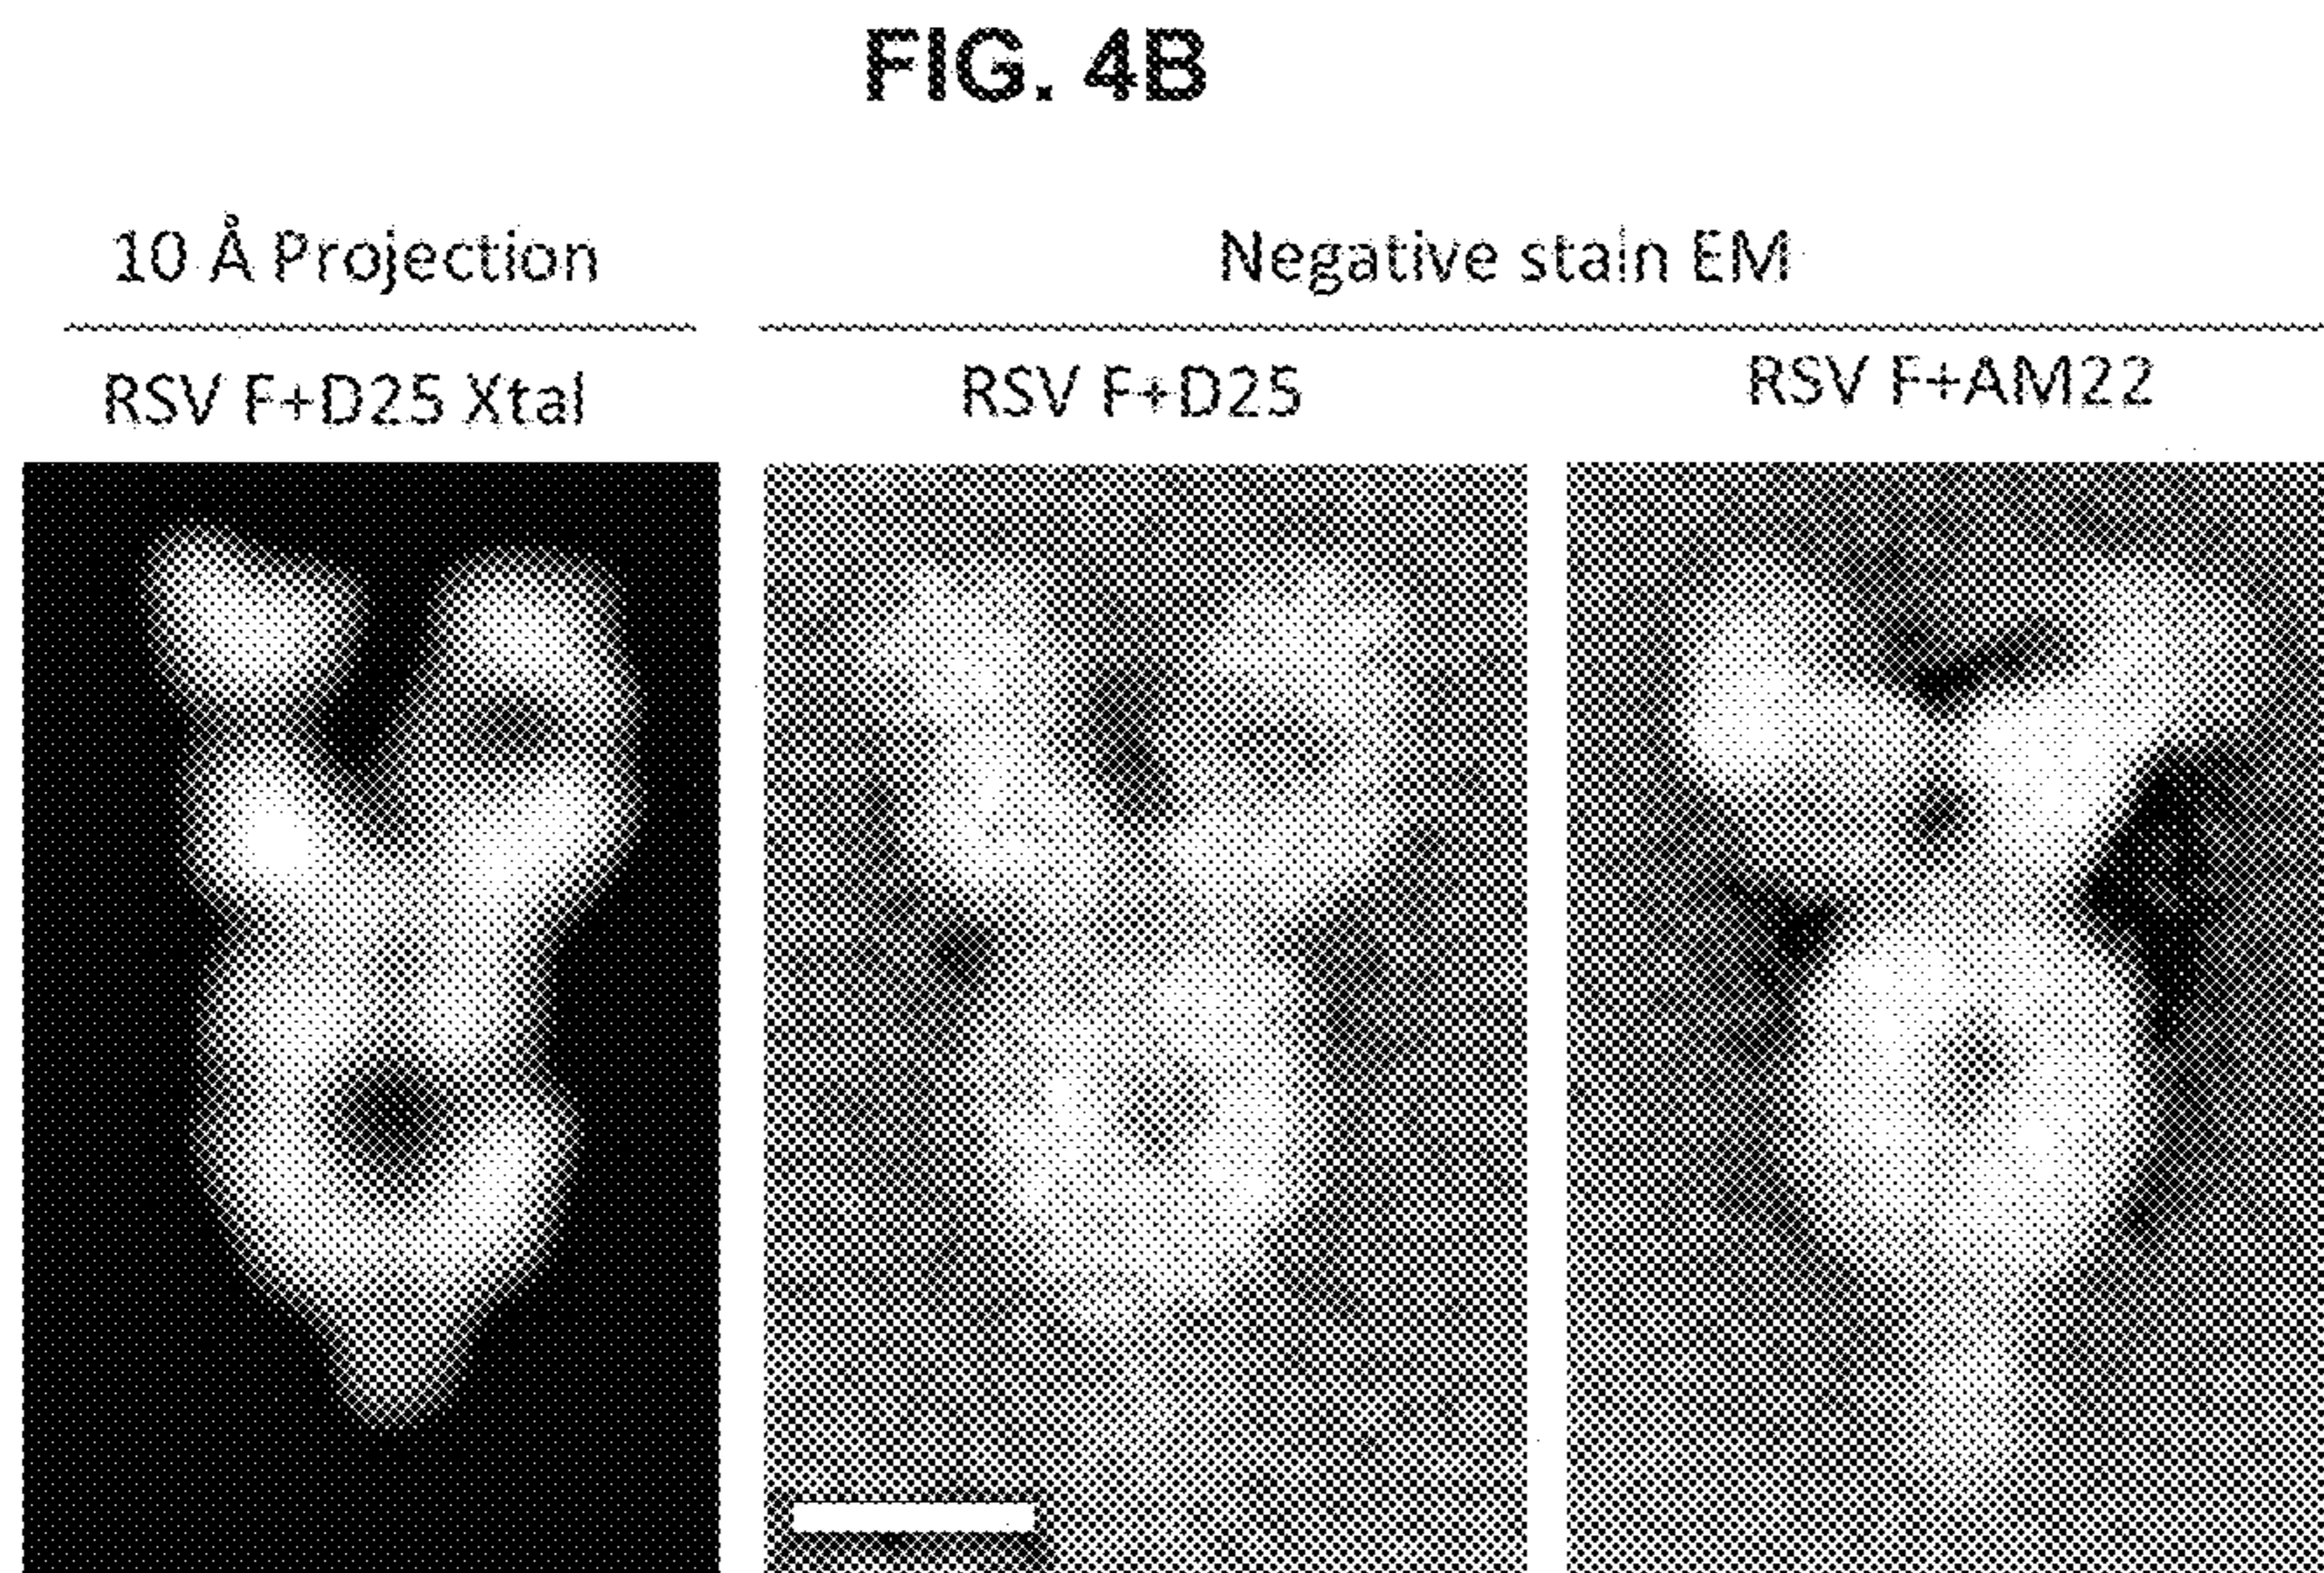 FIG. 4B
10 Å Projection
Negative stain EM
RSV F+D25 Xtal
RSV F+D25
RSV F+AM22